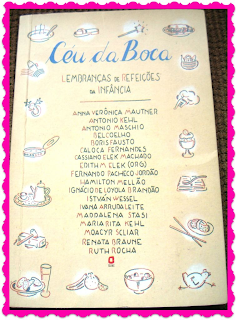 Céu da Boca
LEMBRANÇAS DE REFEIÇÕES
DA INFÂNCIA
ANNA VERÔNICA MAUTNER
ANTONIO KEHL
ANTONIO MASCHIO
BELCOELHO
BORIS FAUSTO
CALOCA FERNANDES
CASSIANO ELEK MACHADO
EDITH M. ELEK (ORG)
FERNANDO PACHECO JORDÃO
HAMILTON MELLÃO
IGNÁCIO DE LOYOLA BRANDÃO
ISTVÁN WESSEL
IVANA ARRUDA LEITE
MADDALENA STASI
MARIA RITA KEHL
MOACYR SCLIAR
RENATA BRAUNE
RUTH ROCHA